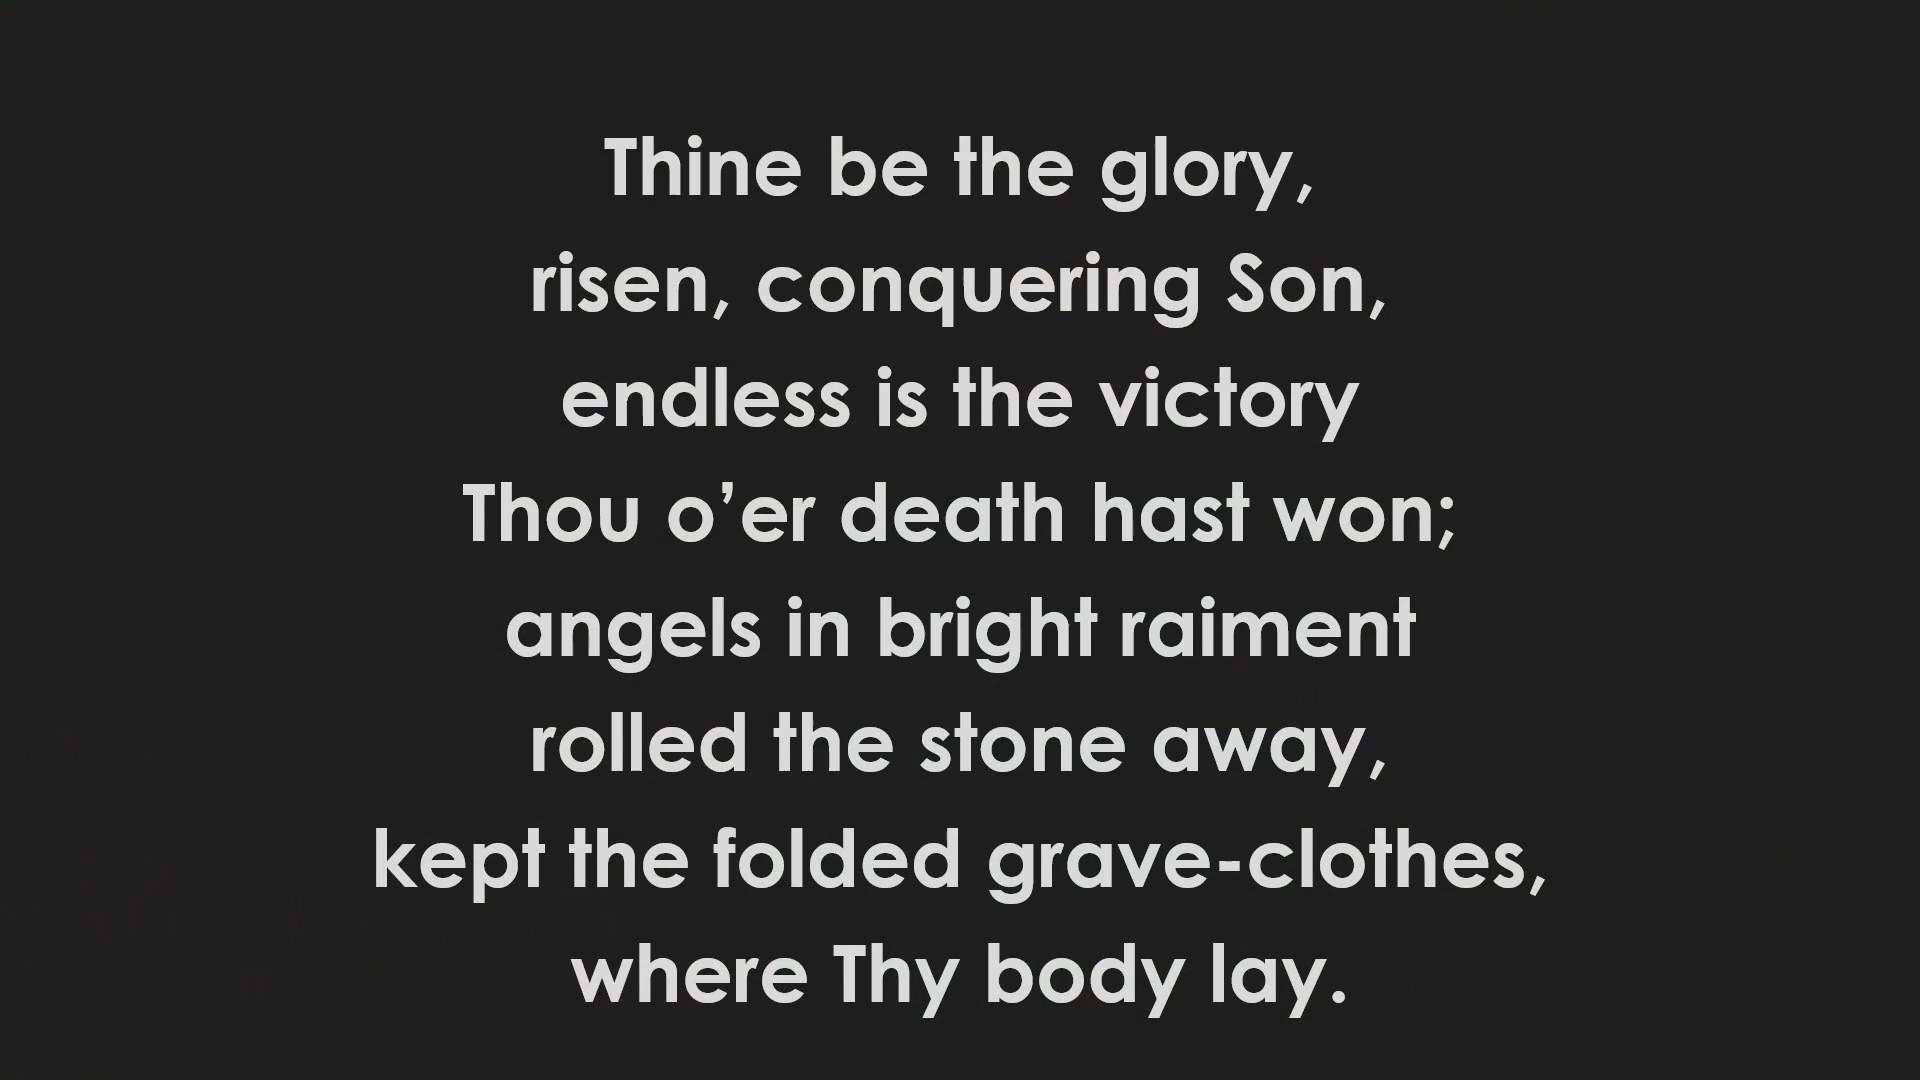 Thine be the glory,
risen, conquering Son,
endless is the victory
Thou o’er death hast won;
angels in bright raiment
rolled the stone away,
kept the folded grave-clothes,
where Thy body lay.